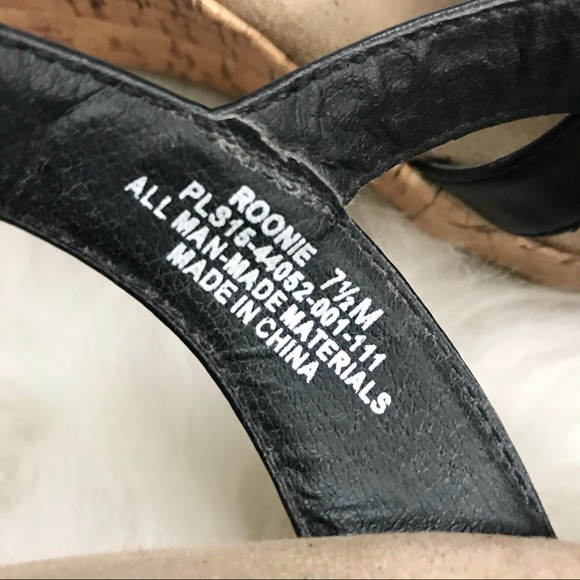 ROONIE 7½M
PLS15-44052-001-111
ALL MAN-MADE MATERIALS
MADE IN CHINA